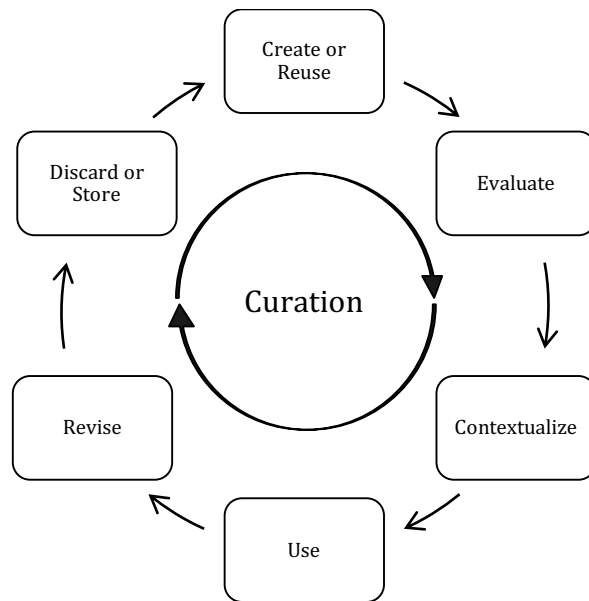 Create or
Reuse
Evaluate
Contextualize
Use
Revise
Discard or
Store
Curation